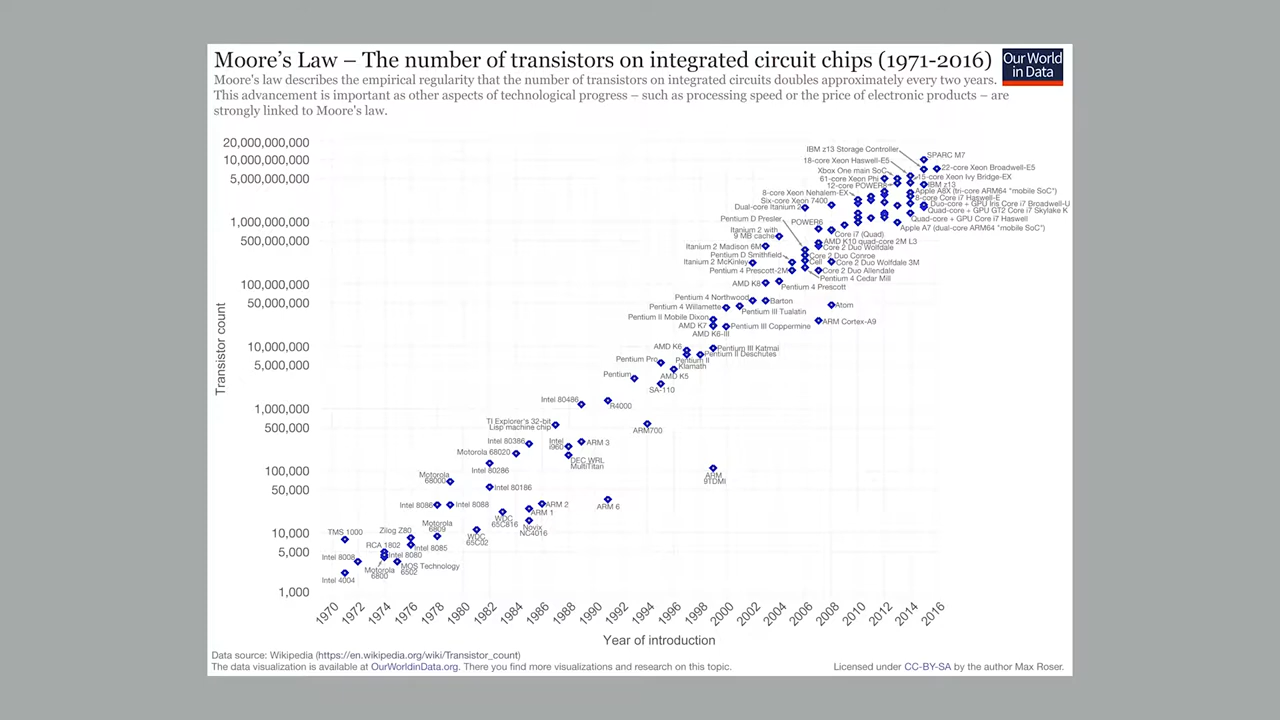 Moore's Law – The number of transistors on integrated circuit chips (1971-2016)
Our World
in Data
Moore's law describes the empirical regularity that the number of transistors on integrated circuits doubles approximately every two years.
This advancement is important as other aspects of technological progress – such as processing speed or the price of electronic products – are
strongly linked to Moore's law.
Transistor count
20,000,000,000
10,000,000,000
5,000,000,000
1,000,000,000
500,000,000
100,000,000
50,000,000
10,000,000
5,000,000
1,000,000
500,000
100,000
50,000
10,000
5,000
1,000
IBM z13 Storage Controller
SPARC M7
18-core Xeon Haswell-E5
22-core Xeon Broadwell-E5
Xbox One main SoC
61-core Xeon Phi
15-core Xeon Ivy Bridge-EX
12-core POWER8
IBM z13
8-core Xeon Nehalem-EX
Apple A8X (tri-core ARM64 "mobile SoC")
Six-core Xeon 7400
8-core Core i7 Haswell-E
Dual-core Itanium 2
Duo-core + GPU Iris Core i7 Broadwell-U
Quad-core + GPU GT2 Core i7 Skylake K
Pentium D Presler
POWER6
Quad-core + GPU Core i7 Haswell
Apple A7 (dual-core ARM64 "mobile SoC")
Itanium 2 with
9 MB cache
Core i7 (Quad)
AMD K10 quad-core 2M L3
Itanium 2 Madison 6M
Core 2 Duo Wolfdale
Pentium D Smithfield
Core 2 Duo Conroe
Itanium 2 McKinley
Cell
Core 2 Duo Wolfdale 3M
Pentium 4 Prescott-2M
Core 2 Duo Allendale
Pentium 4 Cedar Mill
AMD K8
Pentium 4 Prescott
Pentium 4 Northwood
Barton
Atom
Pentium 4 Willamette
Pentium III Tualatin
Pentium II Mobile Dixon
ARM Cortex-A9
AMD K7
Pentium III Coppermine
AMD K6-III
AMD K6
Pentium III Katmai
Pentium II Deschutes
Pentium Pro
Pentium II
Klamath
Pentium
AMD K5
SA-110
Intel 80486
R4000
TI Explorer's 32-bit
Lisp machine chip
ARM700
Intel 80386
Intel
i960
ARM 3
Motorola 68020
DEC WRL
MultiTitan
Intel 80286
ARM
9TDMI
Motorola
68000
Intel 80186
Intel 8086
Intel 8088
ARM 2
ARM 6
ARM 1
WDC
65C816
Novix
NC4016
Motorola
6809
TMS 1000
Zilog Z80
WDC
65C02
RCA 1802
Intel 8085
Intel 8008
Intel 8080
Motorola
6800
MOS Technology
6502
Intel 4004
1970
1972
1974
1976
1978
1980
1982
1984
1986
1988
1990
1992
1994
1996
1998
2000
2002
2004
2006
2008
2010
2012
2014
2016
Year of introduction
Data source: Wikipedia (https://en.wikipedia.org/wiki/Transistor_count)
The data visualization is available at OurWorldinData.org. There you find more visualizations and research on this topic.
Licensed under CC-BY-SA by the author Max Roser.